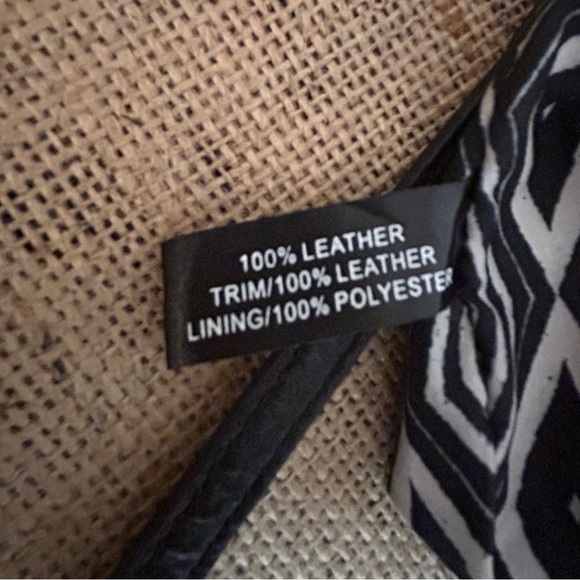 100% LEATHER
TRIM/100% LEATHER
LINING/100% POLYESTER